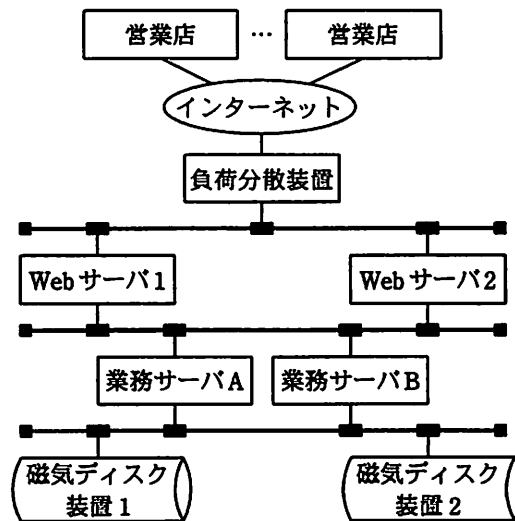 営業店 … 営業店
インターネット
負荷分散装置
Webサーバ1 Webサーバ2
業務サーバA 業務サーバB
磁気ディスク 磁気ディスク
装置1 装置2